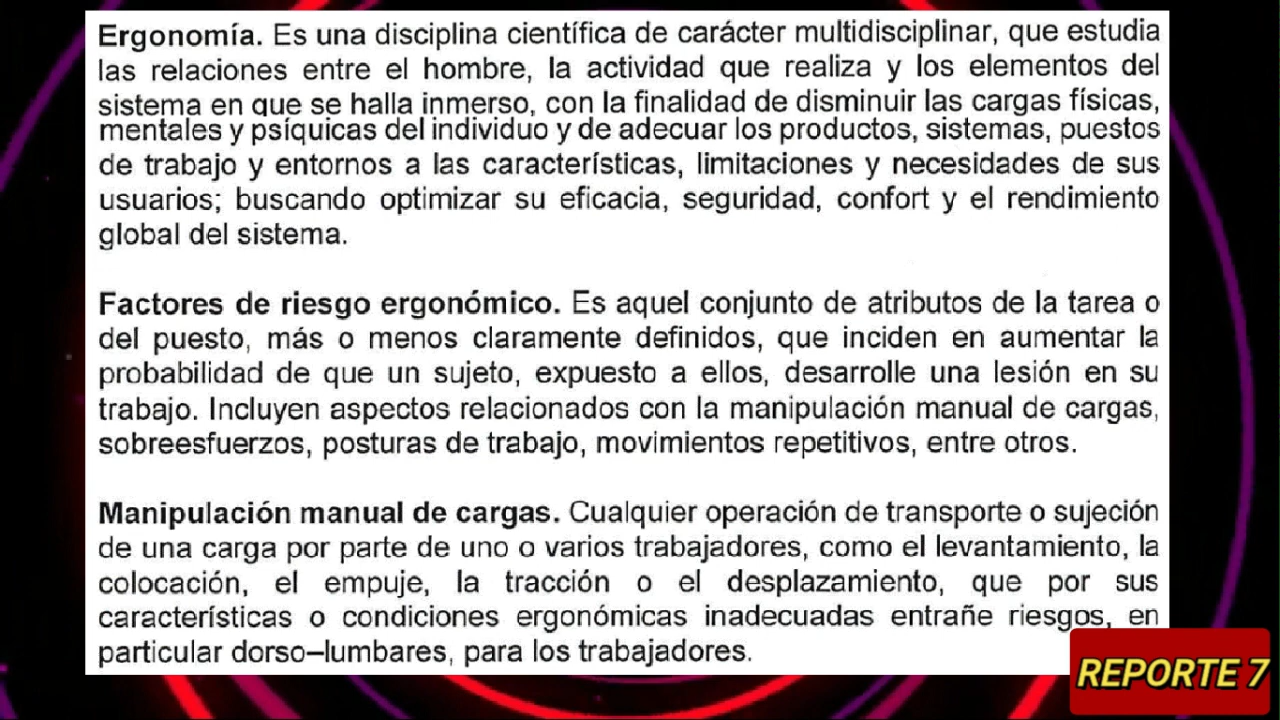 Ergonomía. Es una disciplina científica de carácter multidisciplinar, que estudia
las relaciones entre el hombre, la actividad que realiza y los elementos del
sistema en que se halla inmerso, con la finalidad de disminuir las cargas físicas,
mentales y psíquicas del individuo y de adecuar los productos, sistemas, puestos
de trabajo y entornos a las características, limitaciones y necesidades de sus
usuarios; buscando optimizar su eficacia, seguridad, confort y el rendimiento
global del sistema.
Factores de riesgo ergonómico. Es aquel conjunto de atributos de la tarea o
del puesto, más o menos claramente definidos, que inciden en aumentar la
probabilidad de que un sujeto, expuesto a ellos, desarrolle una lesión en su
trabajo. Incluyen aspectos relacionados con la manipulación manual de cargas,
sobreesfuerzos, posturas de trabajo, movimientos repetitivos, entre otros.
Manipulación manual de cargas. Cualquier operación de transporte o sujeción
de una carga por parte de uno o varios trabajadores, como el levantamiento, la
colocación, el empuje, la tracción o el desplazamiento, que por sus
características o condiciones ergonómicas inadecuadas entrañe riesgos, en
particular dorso–lumbares, para los trabajadores.
REPORTE 7